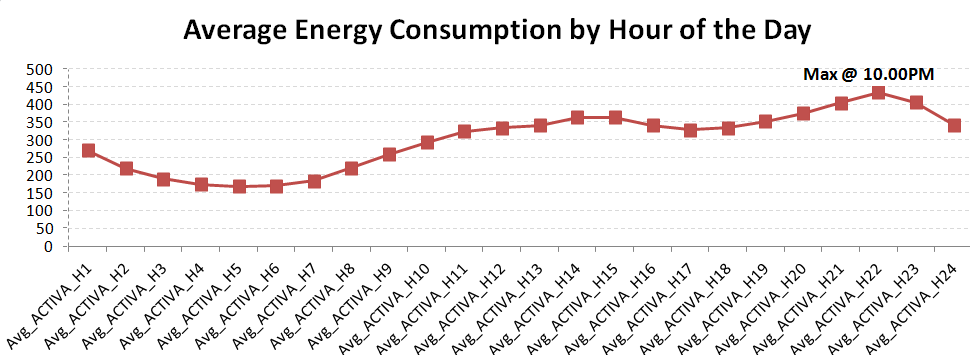 Average Energy Consumption by Hour of the Day
500
450
400
350
300
250
200
150
100
50
0
Max @ 10.00PM
Avg_ACTIVA_H1
Avg_ACTIVA_H2
Avg_ACTIVA_H3
Avg_ACTIVA_H4
Avg_ACTIVA_H5
Avg_ACTIVA_H6
Avg_ACTIVA_H7
Avg_ACTIVA_H8
Avg_ACTIVA_H9
Avg_ACTIVA_H10
Avg_ACTIVA_H11
Avg_ACTIVA_H12
Avg_ACTIVA_H13
Avg_ACTIVA_H14
Avg_ACTIVA_H15
Avg_ACTIVA_H16
Avg_ACTIVA_H17
Avg_ACTIVA_H18
Avg_ACTIVA_H19
Avg_ACTIVA_H20
Avg_ACTIVA_H21
Avg_ACTIVA_H22
Avg_ACTIVA_H23
Avg_ACTIVA_H24